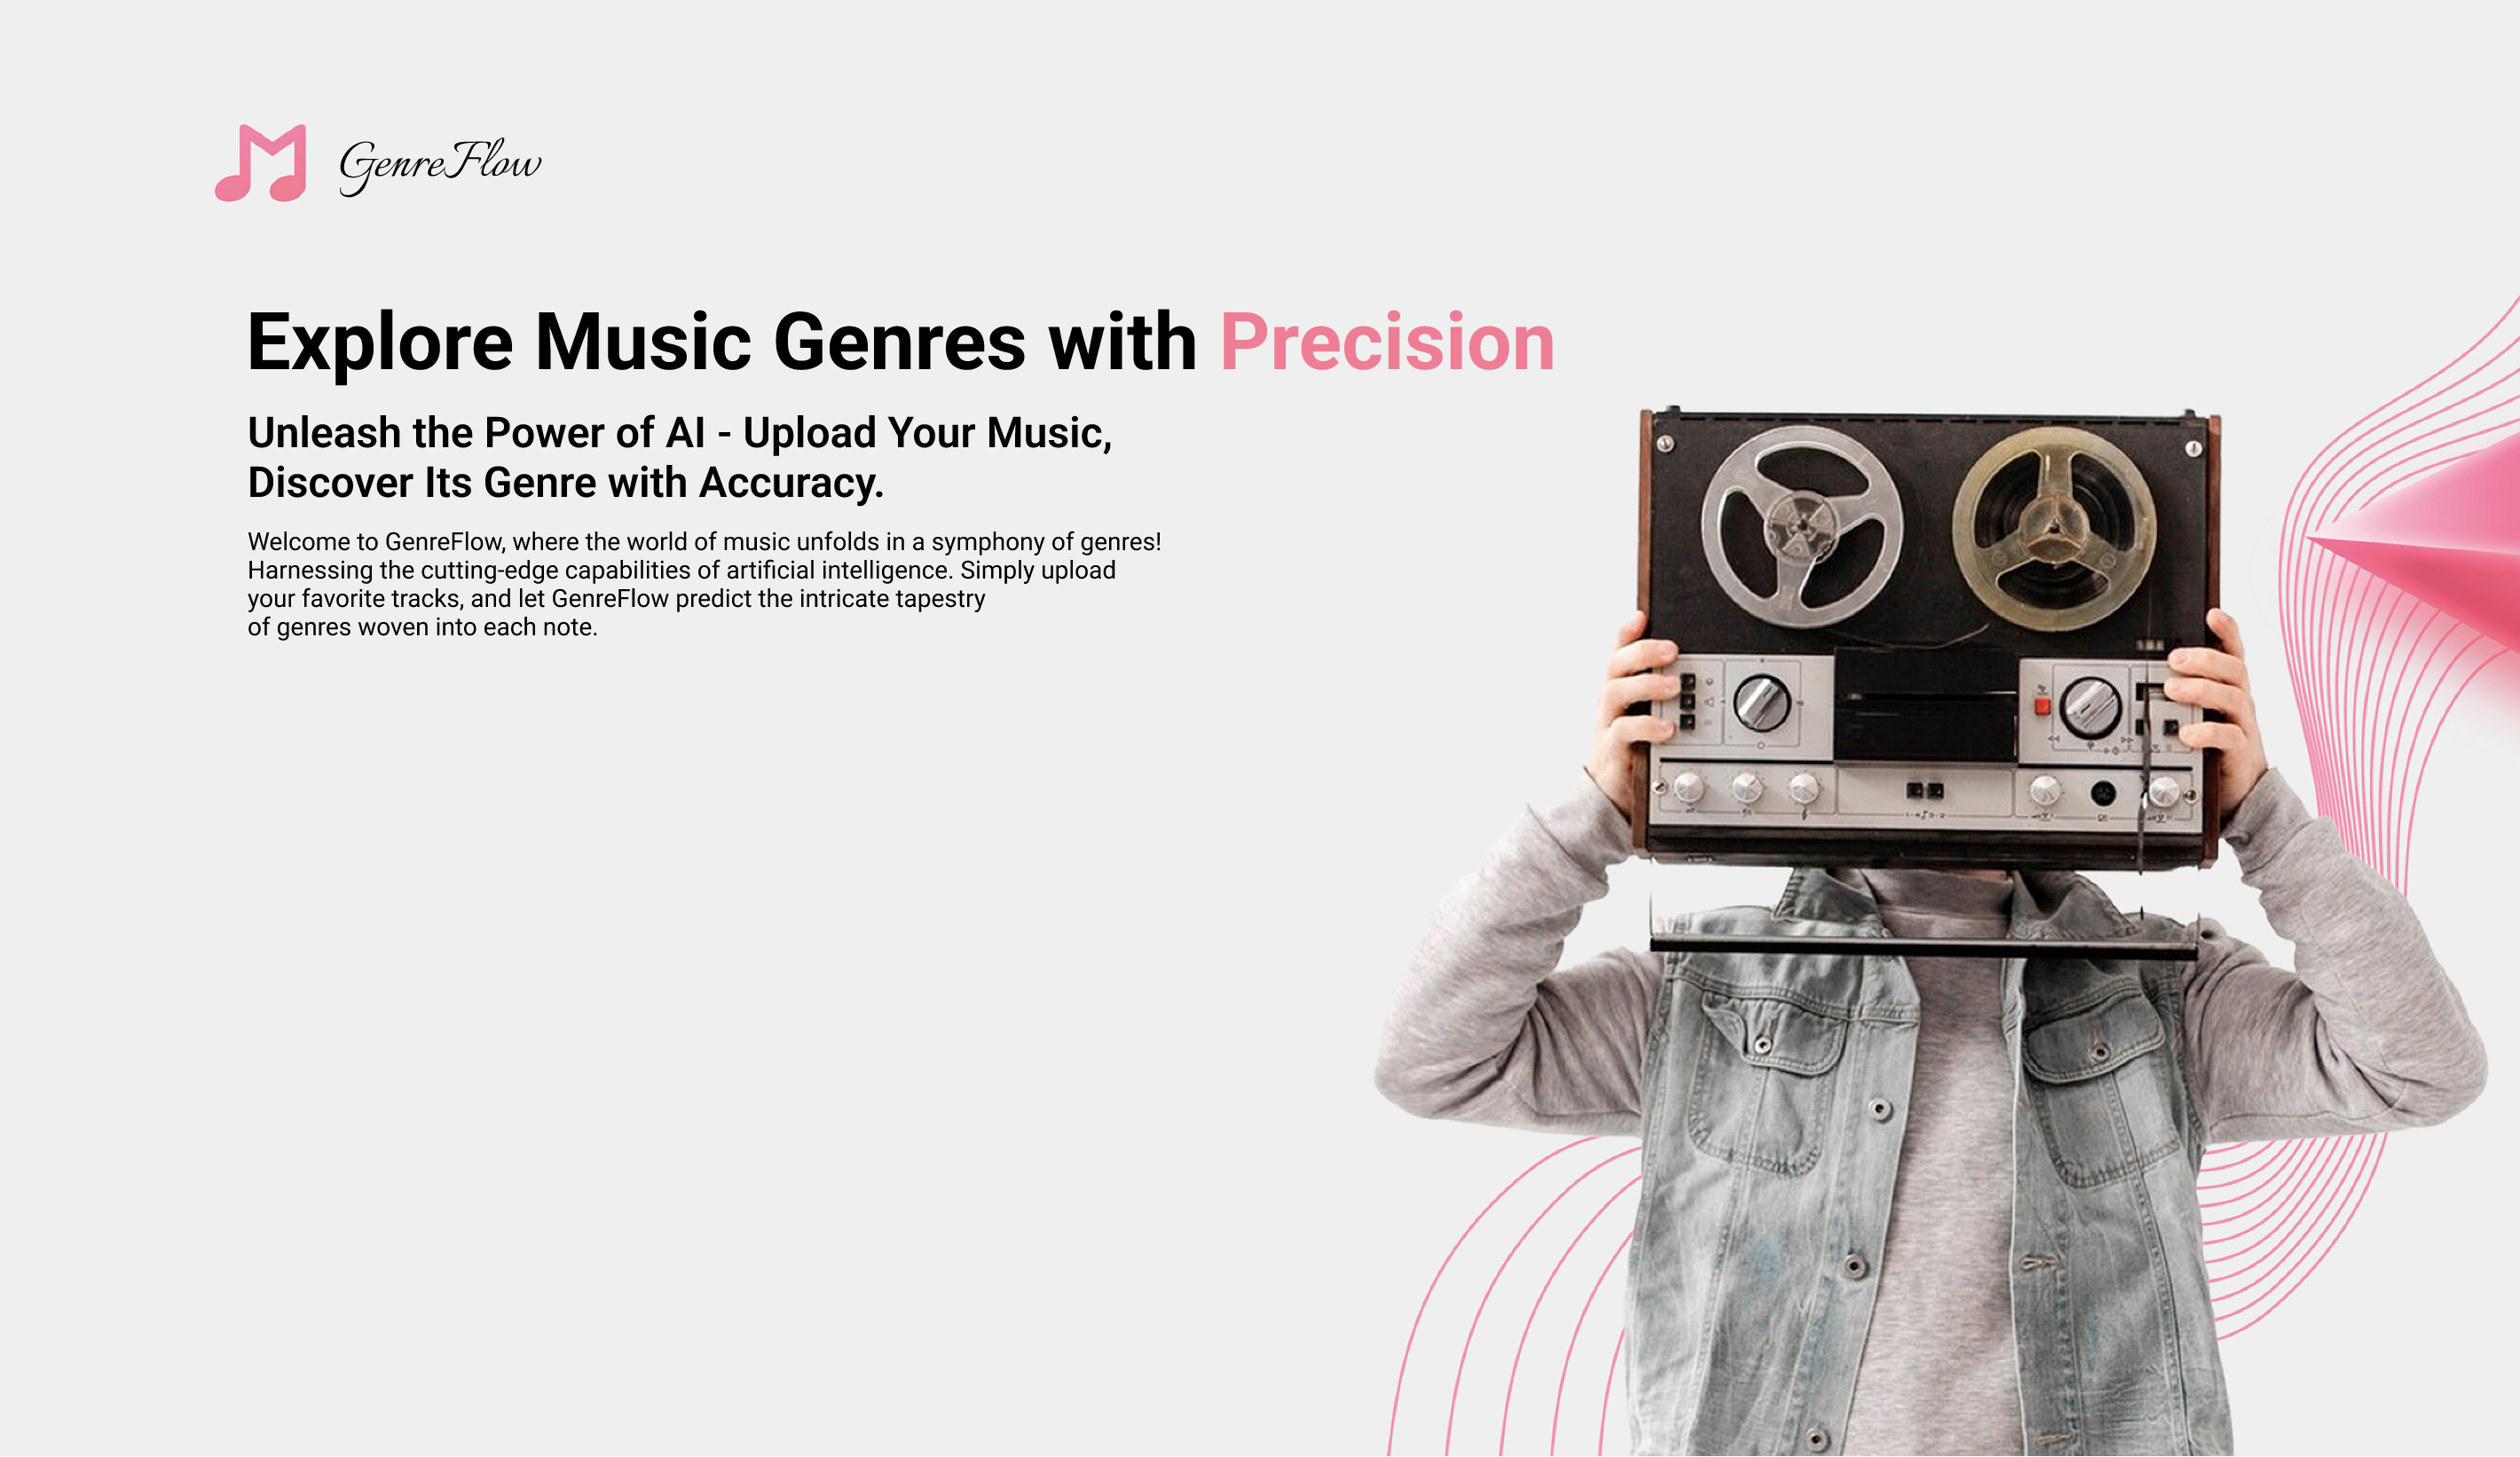 GenreFlow
Explore Music Genres with Precision
Unleash the Power of AI - Upload Your Music,
Discover Its Genre with Accuracy.
Welcome to GenreFlow, where the world of music unfolds in a symphony of genres!
Harnessing the cutting-edge capabilities of artificial intelligence. Simply upload
your favorite tracks, and let GenreFlow predict the intricate tapestry
of genres woven into each note.